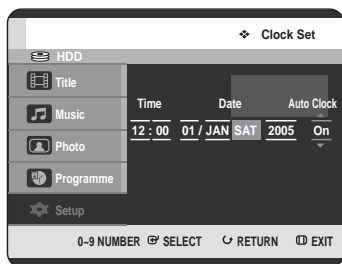 ❖ Clock Set
HDD
Title
Music
Photo
Programme
Setup
Time Date Auto Clock
12 : 00 01 / JAN SAT 2005 On
0~9 NUMBER SELECT RETURN EXIT